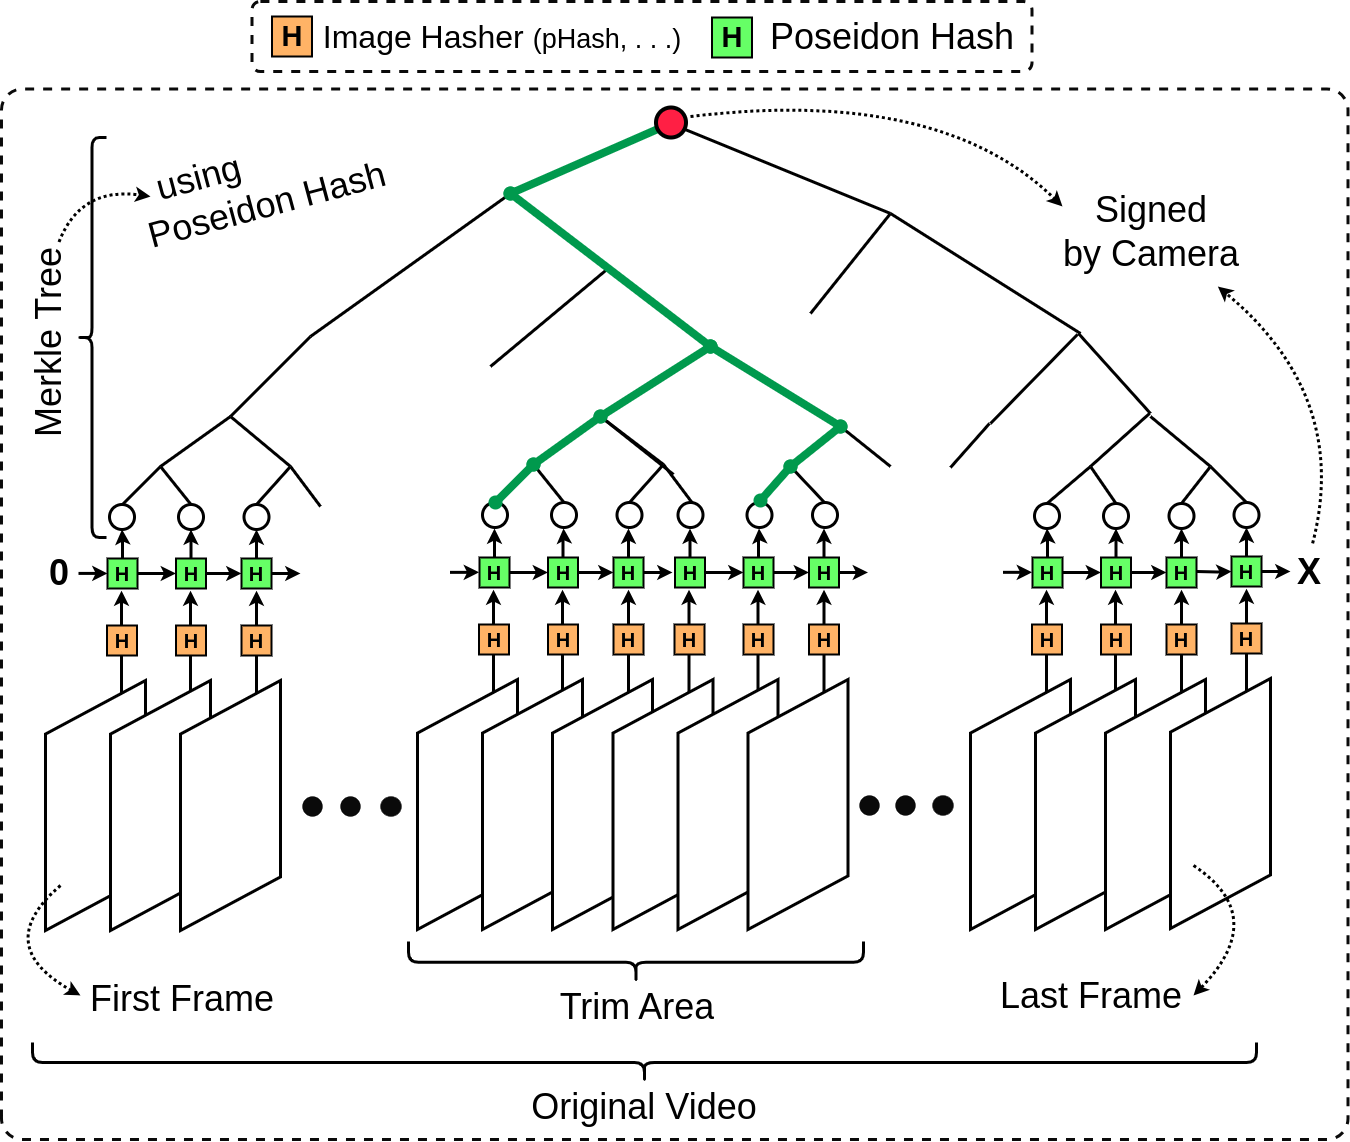 H Image Hasher (pHash, . . .) H Poseidon Hash
using
Poseidon Hash
Signed
by Camera
Merkle Tree
0 H H H H H H H H H H H H H X
H H H H H H H H H H H H H
First Frame
Trim Area
Last Frame
Original Video